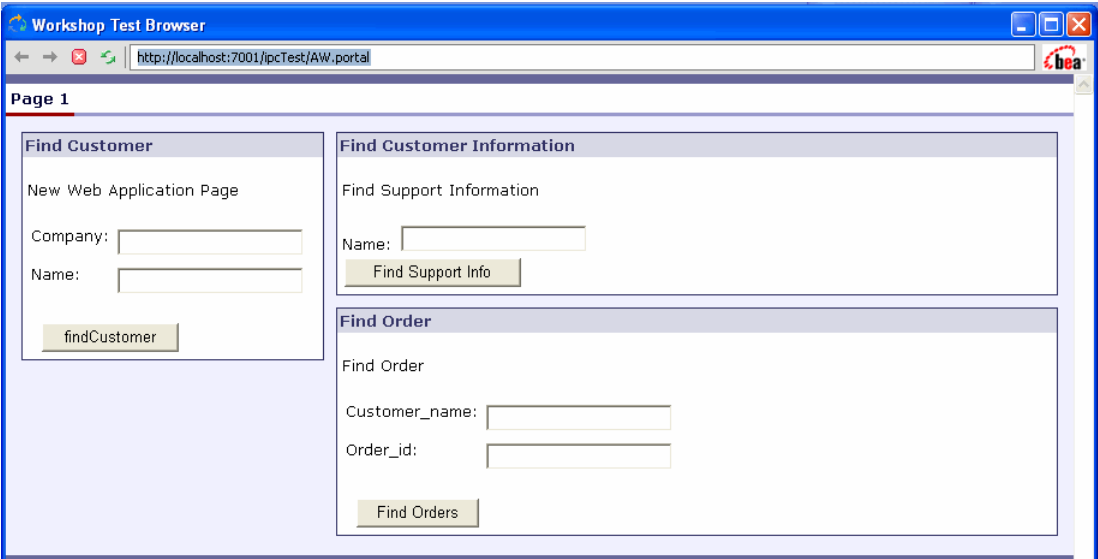 Workshop Test Browser
http://localhost:7001/ipcTest/AW.portal
bea
Page 1
Find Customer
New Web Application Page
Company:
Name:
findCustomer
Find Customer Information
Find Support Information
Name:
Find Support Info
Find Order
Find Order
Customer_name:
Order_id:
Find Orders